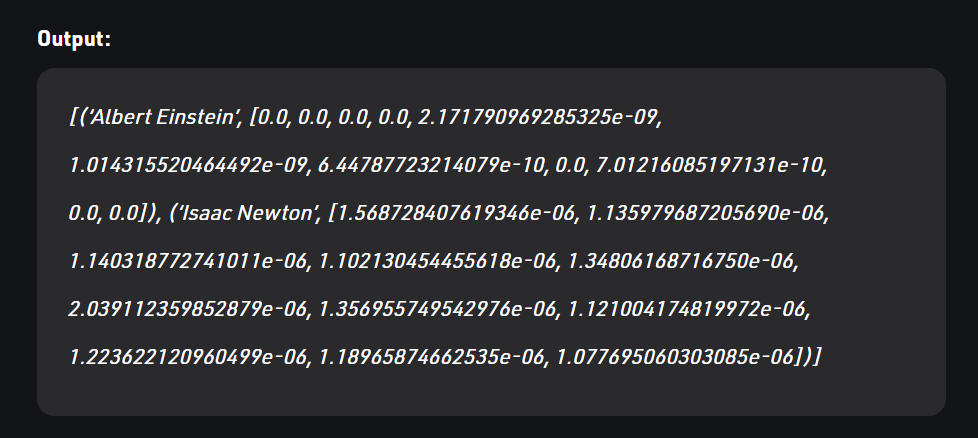 Output:
[(‘Albert Einstein’, [0.0, 0.0, 0.0, 0.0, 2.171790969285325e-09,
1.014315520464492e-09, 6.44787723214079e-10, 0.0, 7.01216085197131e-10,
0.0, 0.0]), (‘Isaac Newton’, [1.568728407619346e-06, 1.135979687205690e-06,
1.140318772741011e-06, 1.102130454455618e-06, 1.34806168716750e-06,
2.039112359852879e-06, 1.356955749542976e-06, 1.121004174819972e-06,
1.223622120960499e-06, 1.18965874662535e-06, 1.077695060303085e-06])]